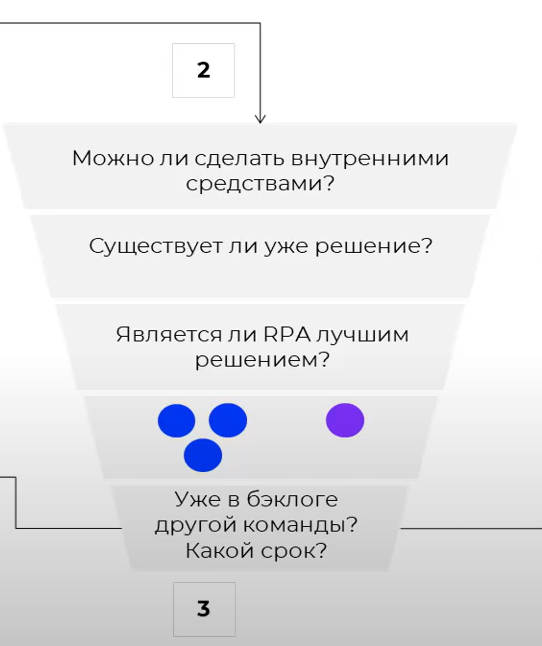 2
Можно ли сделать внутренними
средствами?
Существует ли уже решение?
Является ли RPA лучшим
решением?
Уже в бэклоге
другой команды?
Какой срок?
3